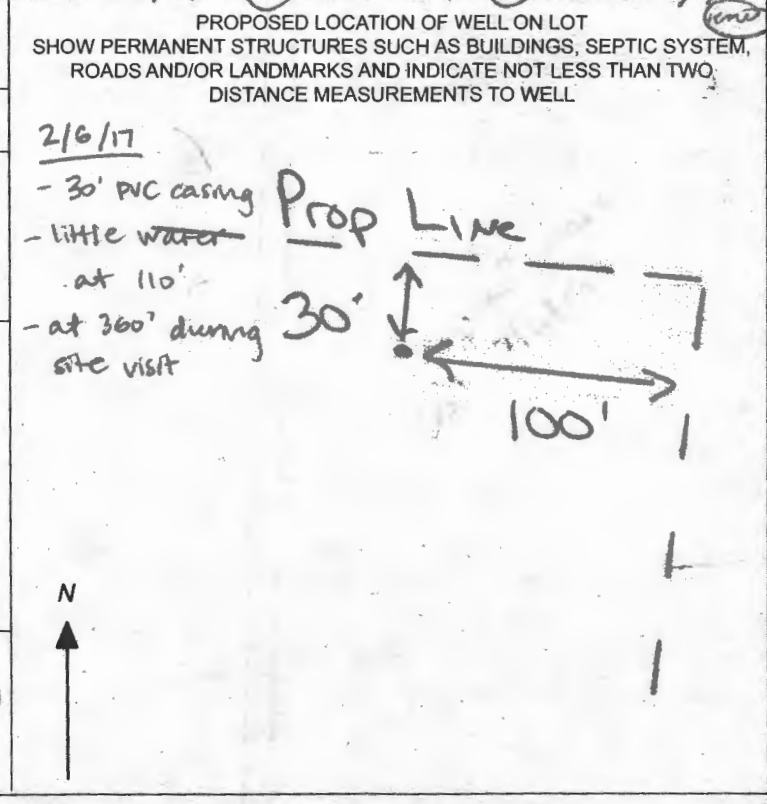 PROPOSED LOCATION OF WELL ON LOT
SHOW PERMANENT STRUCTURES SUCH AS BUILDINGS, SEPTIC SYSTEM,
ROADS AND/OR LANDMARKS AND INDICATE NOT LESS THAN TWO
DISTANCE MEASUREMENTS TO WELL
2/6/17
- 30' PVC casing
- little water
at 110'
- at 360' during
site visit
Prop Line
30'
100'
N